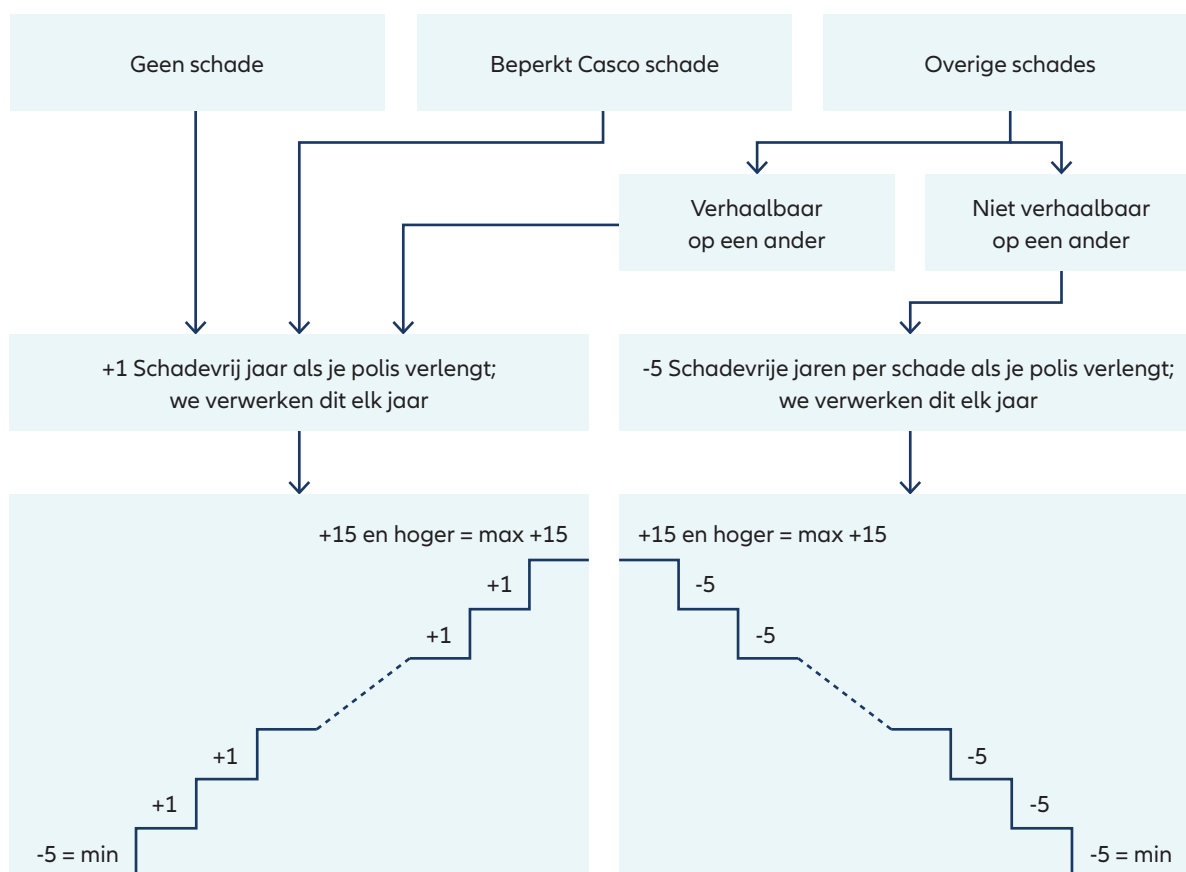 Geen schade
Beperkt Casco schade
Overige schades
Verhaalbaar
op een ander
Niet verhaalbaar
op een ander
+1 Schadevrij jaar als je polis verlengt;
we verwerken dit elk jaar
-5 Schadevrije jaren per schade als je polis verlengt;
we verwerken dit elk jaar
+15 en hoger = max +15
+1
+1
+1
+1
-5 = min
+15 en hoger = max +15
-5
-5
-5
-5
-5 = min